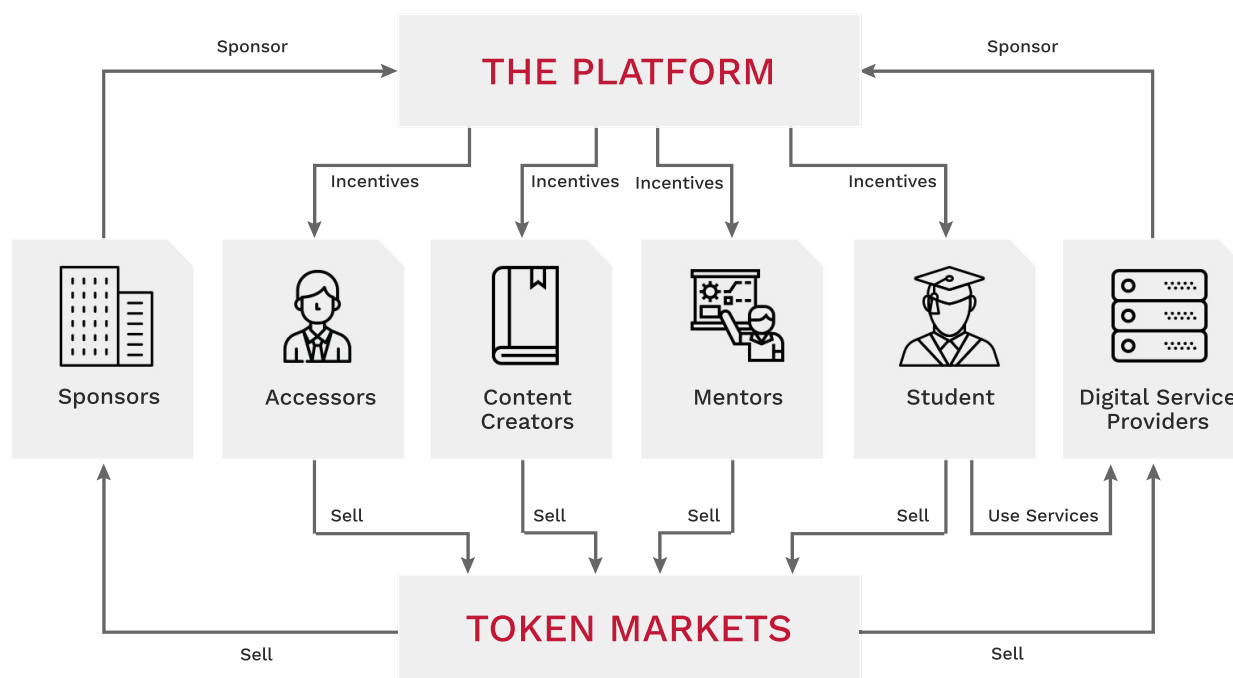 Sponsor
THE PLATFORM
Sponsor
Incentives
Incentives
Incentives
Incentives
Sponsors
Accessors
Content
Creators
Mentors
Student
Digital Service
Providers
Sell
Sell
Sell
Sell
Use Services
TOKEN MARKETS
Sell
Sell